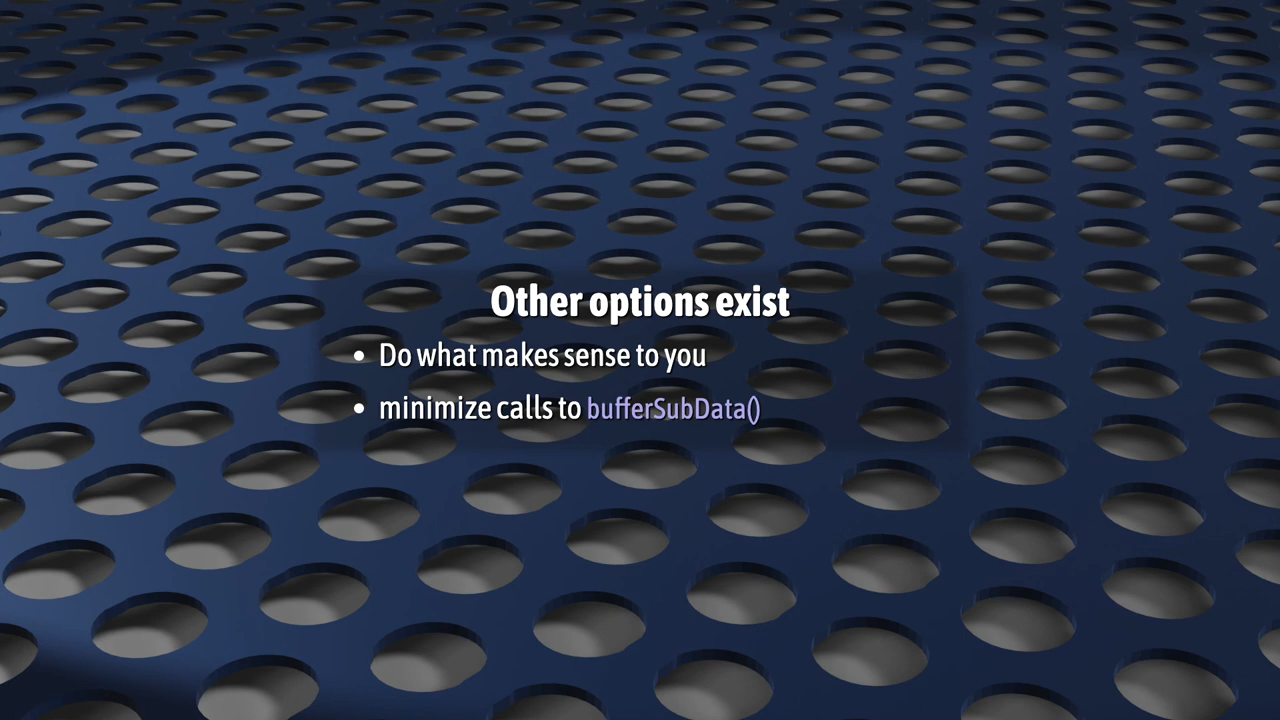 Other options exist
• Do what makes sense to you
• minimize calls to bufferSubData()